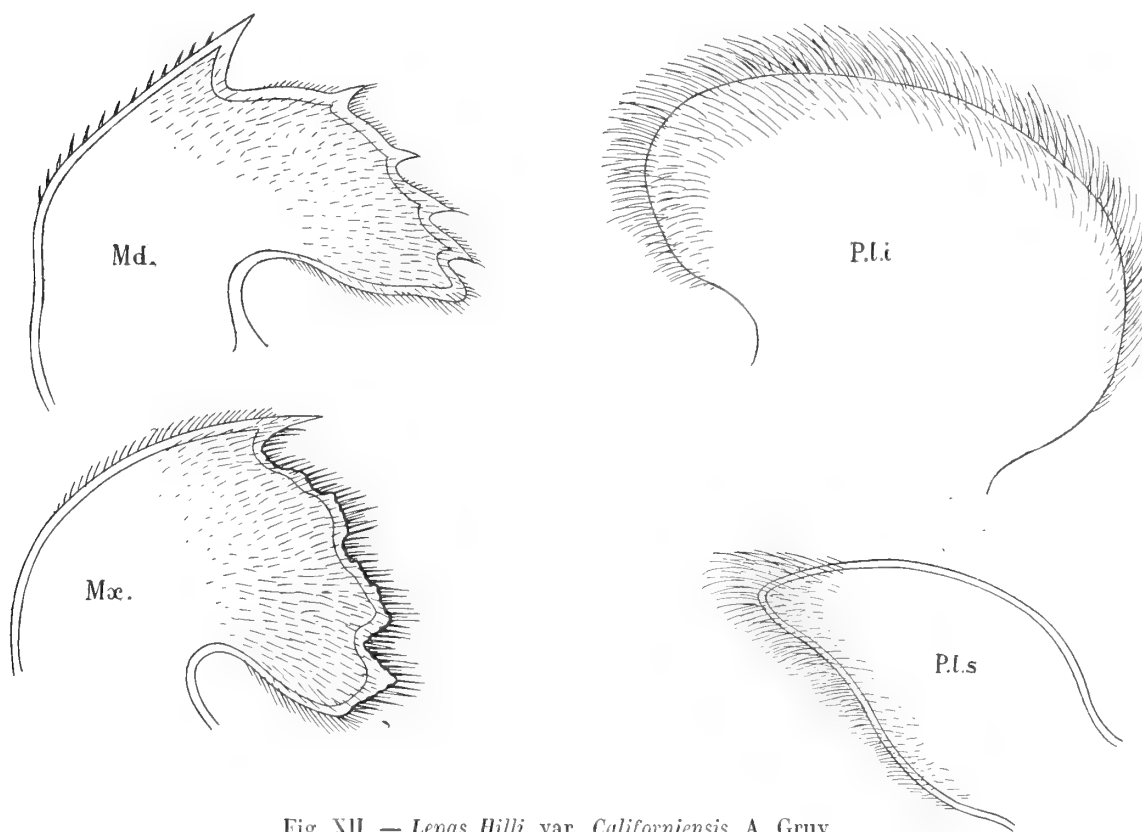 Md.
P.l.i
Mx.
P.l.s
Fig. XII. — Lepas Hilli var. Californiensis A. Gruv.